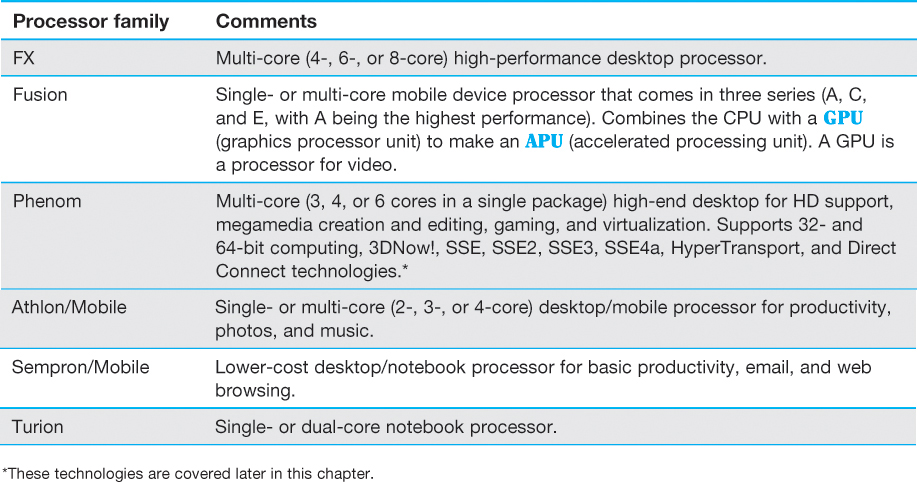 Processor family Comments
FX Multi-core (4-, 6-, or 8-core) high-performance desktop processor.
Fusion Single- or multi-core mobile device processor that comes in three series (A, C,
and E, with A being the highest performance). Combines the CPU with a GPU
(graphics processor unit) to make an APU (accelerated processing unit). A GPU is
a processor for video.
Phenom Multi-core (3, 4, or 6 cores in a single package) high-end desktop for HD support,
megamedia creation and editing, gaming, and virtualization. Supports 32- and
64-bit computing, 3DNow!, SSE, SSE2, SSE3, SSE4a, HyperTransport, and Direct
Connect technologies.*
Athlon/Mobile Single- or multi-core (2-, 3-, or 4-core) desktop/mobile processor for productivity,
photos, and music.
Sempron/Mobile Lower-cost desktop/notebook processor for basic productivity, email, and web
browsing.
Turion Single- or dual-core notebook processor.
*These technologies are covered later in this chapter.